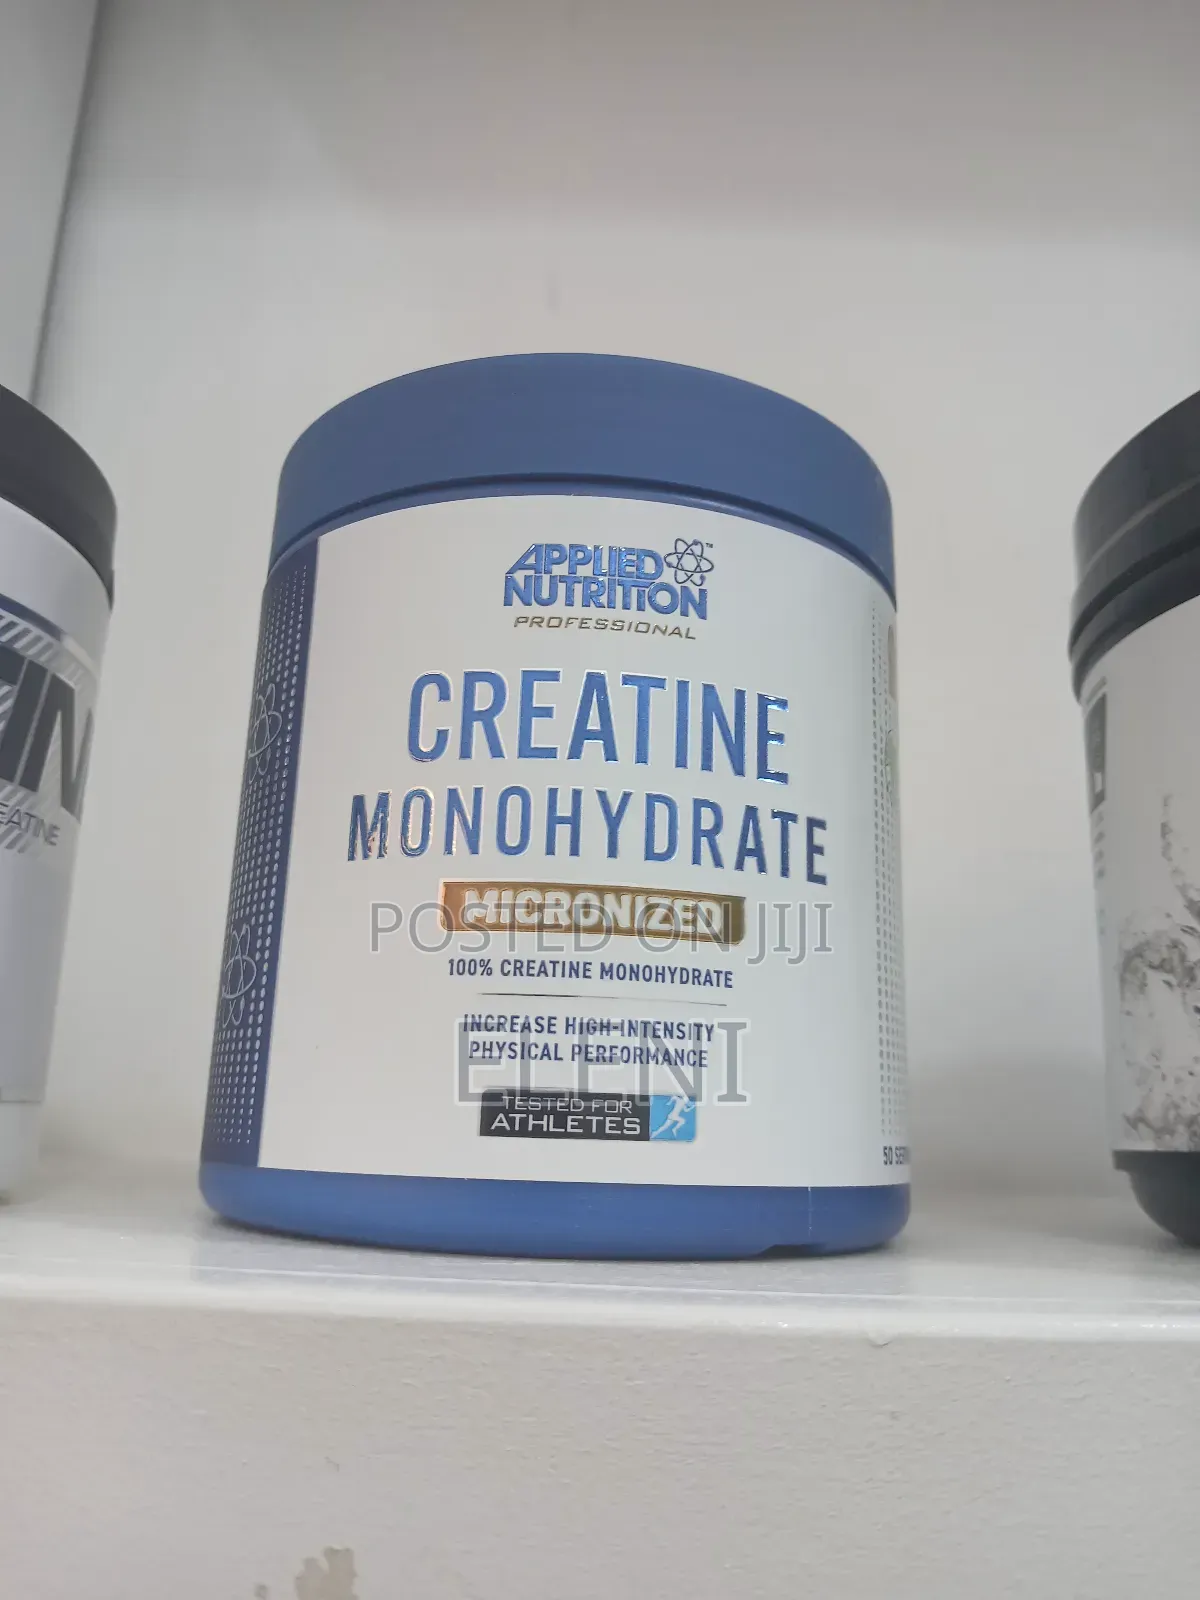 APPLIED
NUTRITION
PROFESSIONAL
CREATINE
MONOHYDRATE
MICRONIZED
POSTED ON JIJI
100% CREATINE MONOHYDRATE
INCREASE HIGH-INTENSITY
PHYSICAL PERFORMANCE
ELENI
TESTED FOR
ATHLETES
50